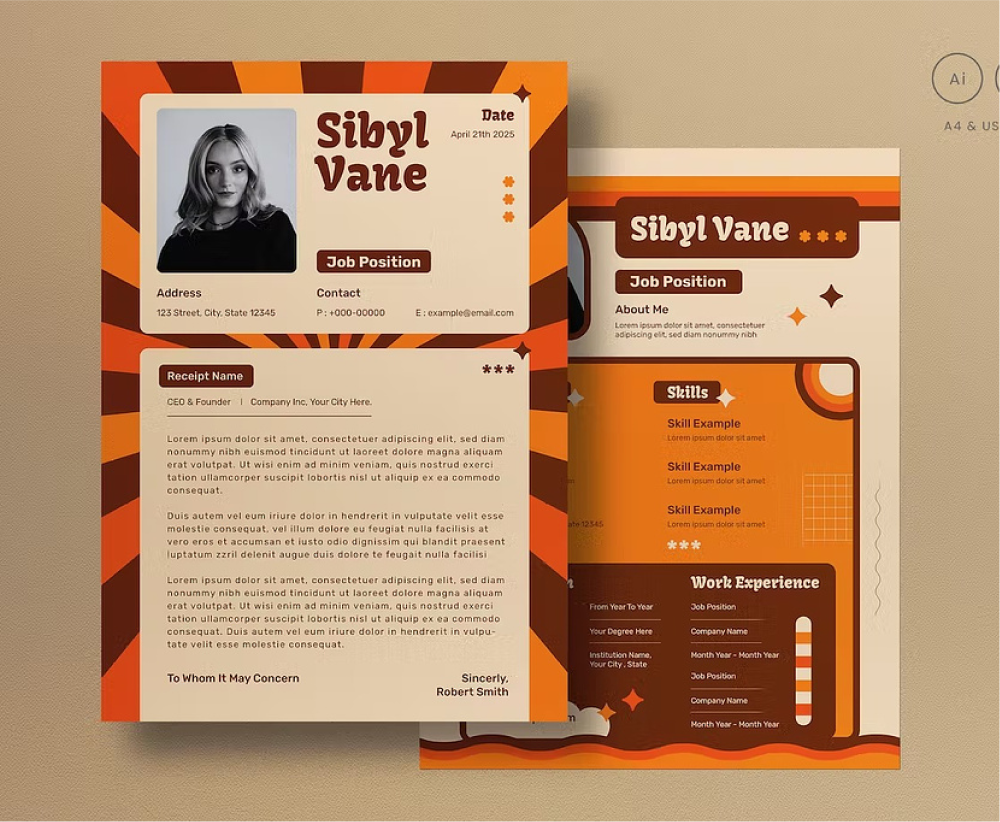 Ai
A4 & US
Sibyl
Vane
Date
April 21th 2025
Job Position
Address
123 Street, City, State 12345
Contact
P : +000-00000
E : example@email.com
Receipt Name
CEO & Founder | Company Inc, Your City Here.
***
Lorem ipsum dolor sit amet, consectetuer adipiscing elit, sed diam
nonummy nibh euismod tincidunt ut laoreet dolore magna aliquam
erat volutpat. Ut wisi enim ad minim veniam, quis nostrud exerci
tation ullamcorper suscipit lobortis nisl ut aliquip ex ea commodo
consequat.
Duis autem vel eum iriure dolor in hendrerit in vulputate velit esse
molestie consequat, vel illum dolore eu feugiat nulla facilisis at
vero eros et accumsan et iusto odio dignissim qui blandit praesent
luptatum zzril delenit augue duis dolore te feugait nulla facilisi
Lorem ipsum dolor sit amet, consectetuer adipiscing elit, sed diam
nonummy nibh euismod tincidunt ut laoreet dolore magna aliquam
erat volutpat. Ut wisi enim ad minim veniam, quis nostrud exerci
tation ullamcorper suscipit lobortis nisl ut aliquip ex ea commodo
consequat. Duis autem vel eum iriure dolor in hendrerit in vulpu-
tate velit esse molestie consequat.
To Whom It May Concern
Sincerely,
Robert Smith
Sibyl Vane
Job Position
About Me
Lorem ipsum dolor sit amet, consectetuer
adipiscing elit, sed diam nonummy nibh
Skills
Skill Example
Lorem ipsum dolor sit amet
Skill Example
Lorem ipsum dolor sit amet
Skill Example
Lorem ipsum dolor sit amet
***
12345
From Year To Year
Your Degree Here
Institution Name,
Your City , State
Work Experience
Job Position
Company Name
Month Year - Month Year
Job Position
Company Name
Month Year - Month Year